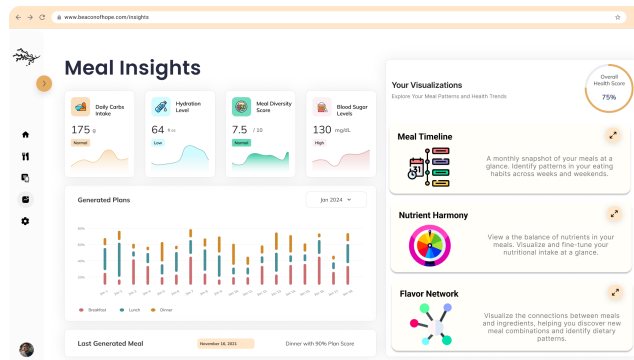 www.beaconofhope.com/insights
Meal Insights
Daily Carbs
Intake
175 g
Normal
Hydration
Level
64
Low
Meal Diversity
Score
7.5 / 10
Normal
Blood Sugar
Levels
130 mg/dL
High
Generated Plans
Jan 2024
80%
60%
40%
20%
Breakfast
Lunch
Dinner
Last Generated Meal
November 16, 2021
Dinner with 90% Plan Score
Your Visualizations
Explore Your Meal Patterns and Health Trends
Overall
Health Score
75%
Meal Timeline
A monthly snapshot of your meals at a
glance. Identify patterns in your eating
habits across weeks and weekends.
Nutrient Harmony
View a the balance of nutrients in your
meals. Visualize and fine-tune your
nutritional intake at a glance.
Flavor Network
Visualize the connections between meals
and ingredients, helping you discover new
meal combinations and identify dietary
patterns.